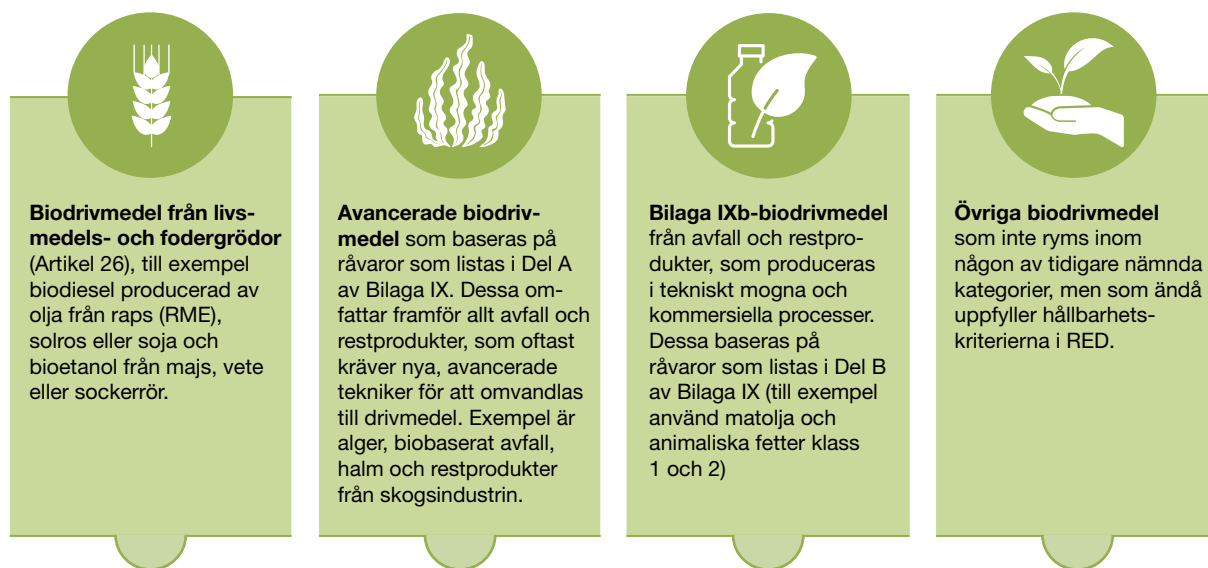 Biodrivmedel från livs-
medels- och fodergrödor
(Artikel 26), till exempel
biodiesel producerad av
olja från raps (RME),
solros eller soja och
bioetanol från majs, vete
eller sockerrör.
Avancerade biodriv-
medel som baseras på
råvaror som listas i Del A
av Bilaga IX. Dessa om-
fattar framför allt avfall och
restprodukter, som oftast
kräver nya, avancerade
tekniker för att omvandlas
till drivmedel. Exempel är
alger, biobaserat avfall,
halm och restprodukter
från skogsindustrin.
Bilaga IXb-biodrivmedel
från avfall och restpro-
dukter, som produceras
i tekniskt mogna och
kommersiella processer.
Dessa baseras på
råvaror som listas i Del B
av Bilaga IX (till exempel
använd matolja och
animaliska fetter klass
1 och 2)
Övriga biodrivmedel
som inte ryms inom
någon av tidigare nämnda
kategorier, men som ändå
uppfyller hållbarhets-
kriterierna i RED.